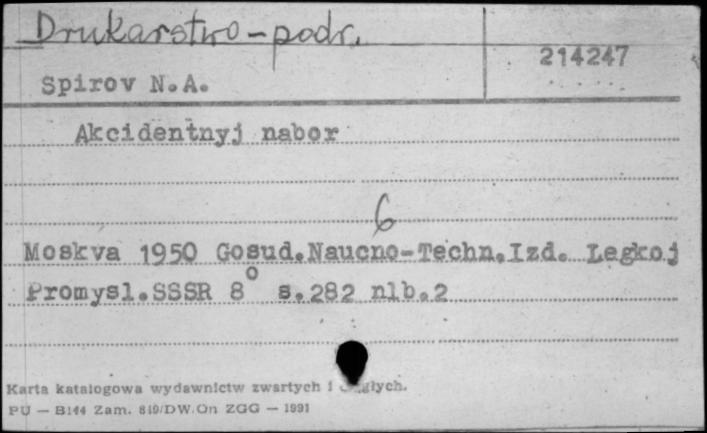 Drukarstwo - podr.
214247
Spirov N.A.
Akcidentnyj nabor
6
Moskva 1950 Gosud.Naucno-Techn.Izd. Legkoj
Promysl.SSSR 8° s.282 nlb.2
Karta katalogowa wydawnictw zwartych i
PU — B144 Zam. 819/DW.On ZGG — 1991